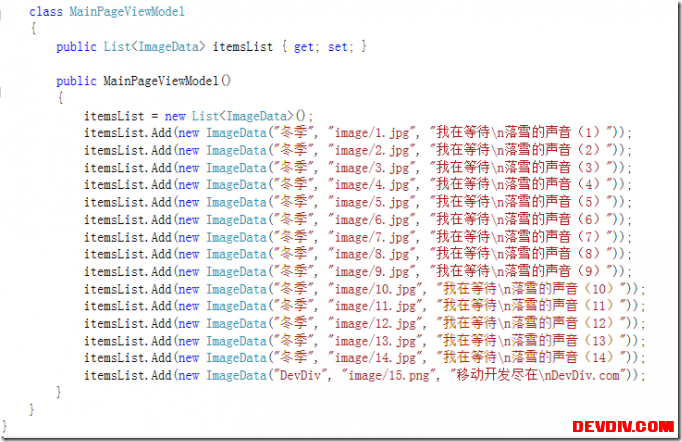 class MainPageViewModel
{
    public List<ImageData> itemsList { get; set; }

    public MainPageViewModel()
    {
        itemsList = new List<ImageData>();
        itemsList.Add(new ImageData("冬季", "image/1.jpg", "我在等待\n落雪的声音（1）"));
        itemsList.Add(new ImageData("冬季", "image/2.jpg", "我在等待\n落雪的声音（2）"));
        itemsList.Add(new ImageData("冬季", "image/3.jpg", "我在等待\n落雪的声音（3）"));
        itemsList.Add(new ImageData("冬季", "image/4.jpg", "我在等待\n落雪的声音（4）"));
        itemsList.Add(new ImageData("冬季", "image/5.jpg", "我在等待\n落雪的声音（5）"));
        itemsList.Add(new ImageData("冬季", "image/6.jpg", "我在等待\n落雪的声音（6）"));
        itemsList.Add(new ImageData("冬季", "image/7.jpg", "我在等待\n落雪的声音（7）"));
        itemsList.Add(new ImageData("冬季", "image/8.jpg", "我在等待\n落雪的声音（8）"));
        itemsList.Add(new ImageData("冬季", "image/9.jpg", "我在等待\n落雪的声音（9）"));
        itemsList.Add(new ImageData("冬季", "image/10.jpg", "我在等待\n落雪的声音（10）"));
        itemsList.Add(new ImageData("冬季", "image/11.jpg", "我在等待\n落雪的声音（11）"));
        itemsList.Add(new ImageData("冬季", "image/12.jpg", "我在等待\n落雪的声音（12）"));
        itemsList.Add(new ImageData("冬季", "image/13.jpg", "我在等待\n落雪的声音（13）"));
        itemsList.Add(new ImageData("冬季", "image/14.jpg", "我在等待\n落雪的声音（14）"));
        itemsList.Add(new ImageData("DevDiv", "image/15.png", "移动开发尽在\nDevDiv.com"));
    }
}
}
DEVDIV.COM